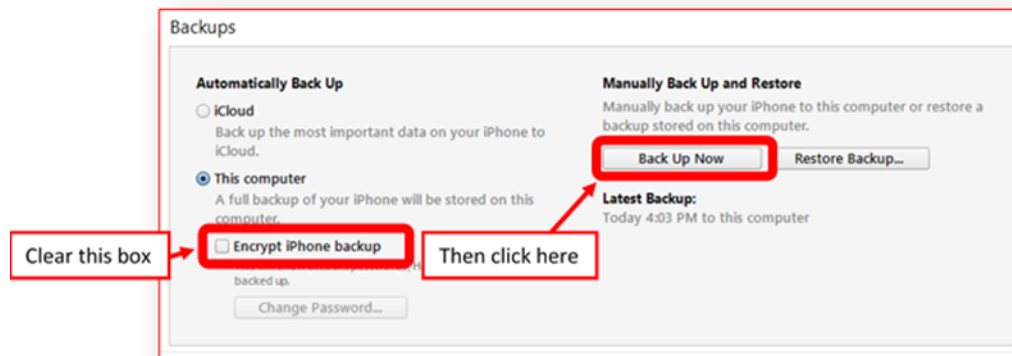 Backups
Automatically Back Up
iCloud
Back up the most important data on your iPhone to
iCloud.
This computer
A full backup of your iPhone will be stored on this
computer.
Clear this box
Encrypt iPhone backup
backed up.
Change Password...
Manually Back Up and Restore
Manually back up your iPhone to this computer or restore a
backup stored on this computer.
Back Up Now
Restore Backup...
Then click here
Latest Backup:
Today 4:03 PM to this computer